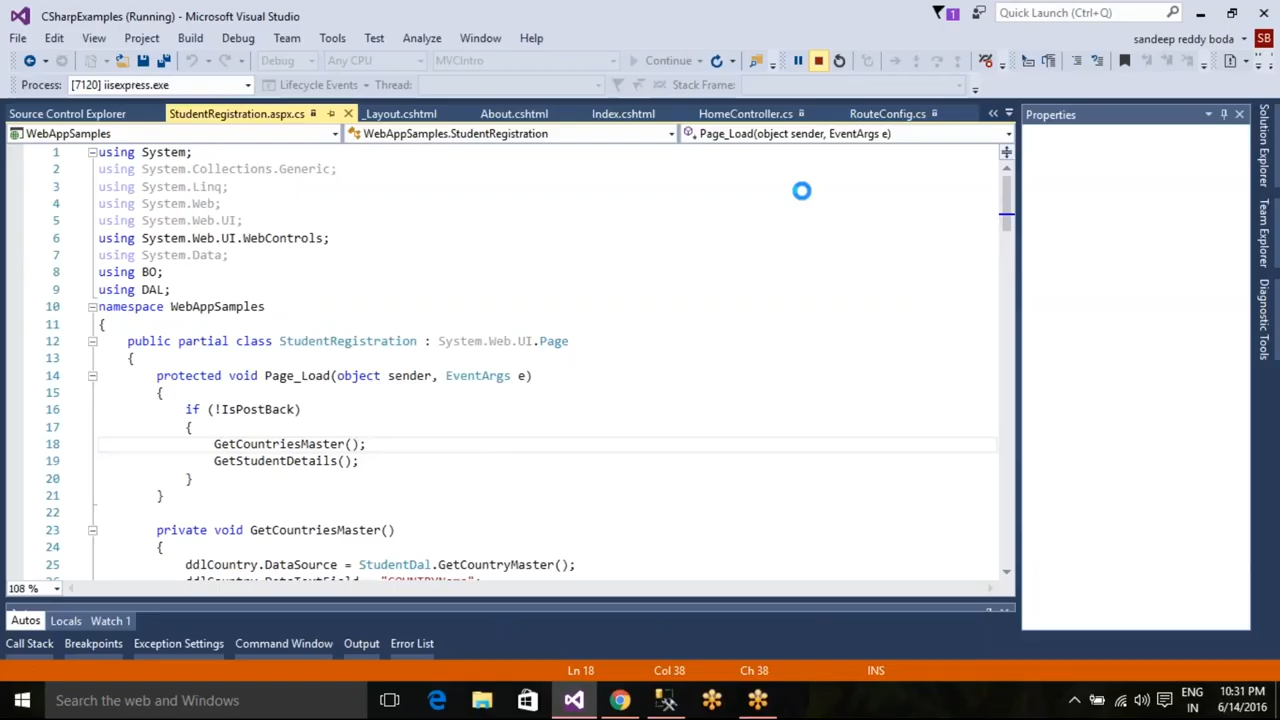 CSharpExamples (Running) - Microsoft Visual Studio
1
Quick Launch (Ctrl+Q)
File Edit View Project Build Debug Team Tools Test Analyze Window Help
sandeep reddy boda SB
Debug Any CPU MVCIntro Continue
Process: [7120] iisexpress.exe Lifecycle Events Thread: Stack Frame:
Source Control Explorer StudentRegistration.aspx.cs _Layout.cshtml About.cshtml Index.cshtml HomeController.cs RouteConfig.cs
Properties
WebAppSamples WebAppSamples.StudentRegistration Page_Load(object sender, EventArgs e)
1 using System;
2 using System.Collections.Generic;
3 using System.Linq;
4 using System.Web;
5 using System.Web.UI;
6 using System.Web.UI.WebControls;
7 using System.Data;
8 using BO;
9 using DAL;
10 namespace WebAppSamples
11 {
12 public partial class StudentRegistration : System.Web.UI.Page
13 {
14 protected void Page_Load(object sender, EventArgs e)
15 {
16 if (!IsPostBack)
17 {
18 GetCountriesMaster();
19 GetStudentDetails();
20 }
21 }
22
23 private void GetCountriesMaster()
24 {
25 ddlCountry.DataSource = StudentDal.GetCountryMaster();
26 ddlCountry.DataTextField = "COUNTRYName";
Solution Explorer
Team Explorer
Diagnostic Tools
108 %
Autos Locals Watch 1
Call Stack Breakpoints Exception Settings Command Window Output Error List
Ln 18 Col 38 Ch 38 INS
Search the web and Windows
ENG 10:31 PM
IN 6/14/2016